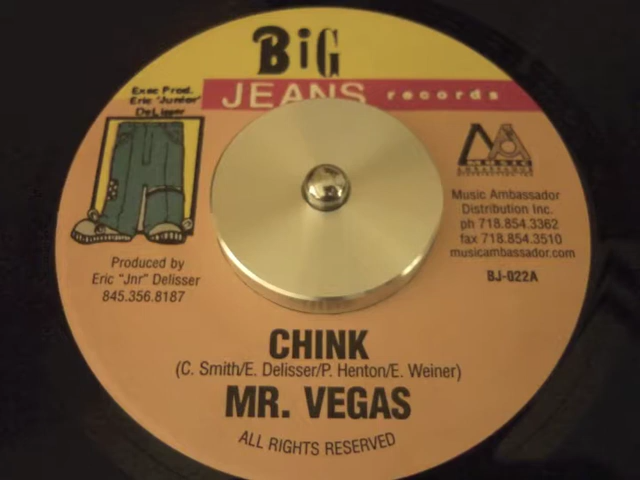 BiG
JEANS records
Exec Prod.
Eric "Junior"
DeLisser
MUSIC
Music Ambassador
Distribution Inc.
ph 718.854.3362
fax 718.854.3510
musicambassador.com
BJ-022A
Produced by
Eric "Jnr" Delisser
845.356.8187
CHINK
(C. Smith/E. Delisser/P. Henton/E. Weiner)
MR. VEGAS
ALL RIGHTS RESERVED